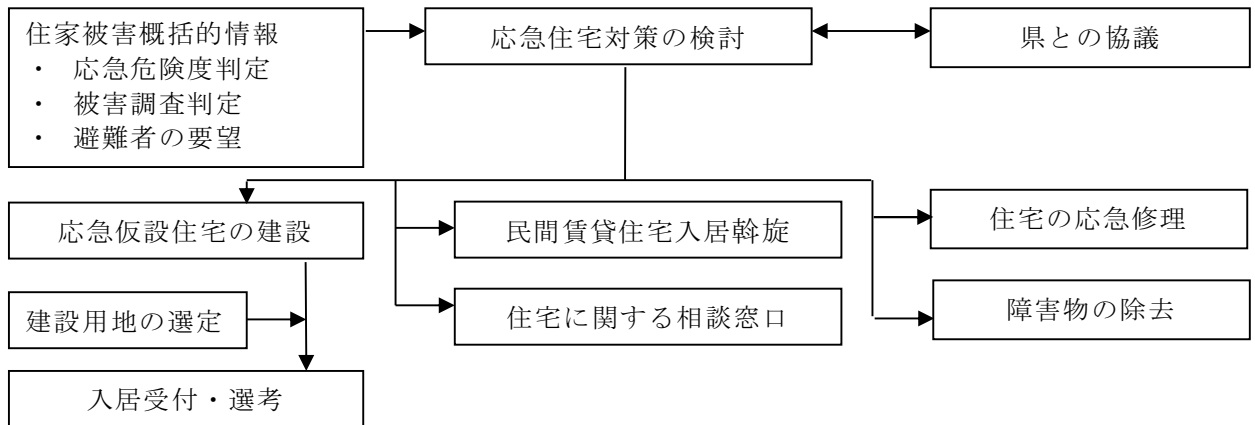 住家被害概括的情報
・ 応急危険度判定
・ 被害調査判定
・ 避難者の要望
応急住宅対策の検討
県との協議
応急仮設住宅の建設
民間賃貸住宅入居斡旋
住宅の応急修理
建設用地の選定
住宅に関する相談窓口
障害物の除去
入居受付・選考